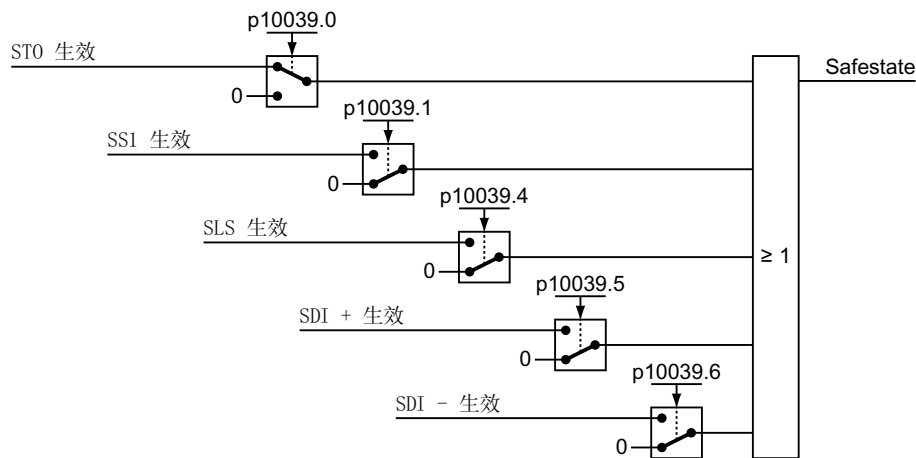 p10039.0
STO 生效
Safestate
0
p10039.1
SS1 生效
0
p10039.4
SLS 生效
0
≥ 1
p10039.5
SDI + 生效
0
p10039.6
SDI - 生效
0